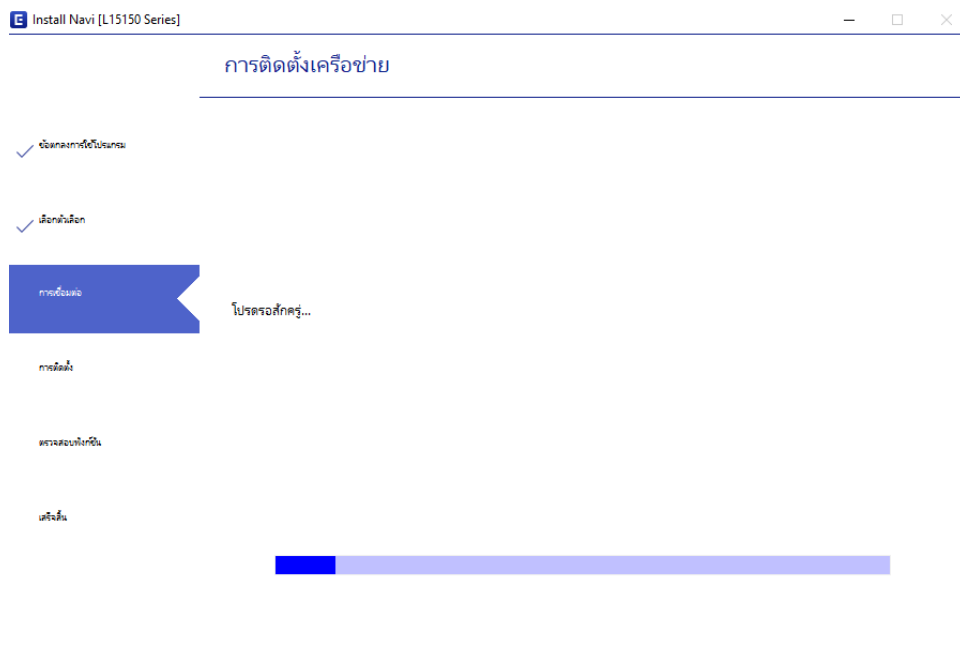 E Install Navi [L15150 Series]
การติดตั้งเครือข่าย
ข้อตกลงการใช้โปรแกรม
เลือกตัวเลือก
การเชื่อมต่อ
โปรดรอสักครู่...
การติดตั้ง
ตรวจสอบฟังก์ชัน
เสร็จสิ้น